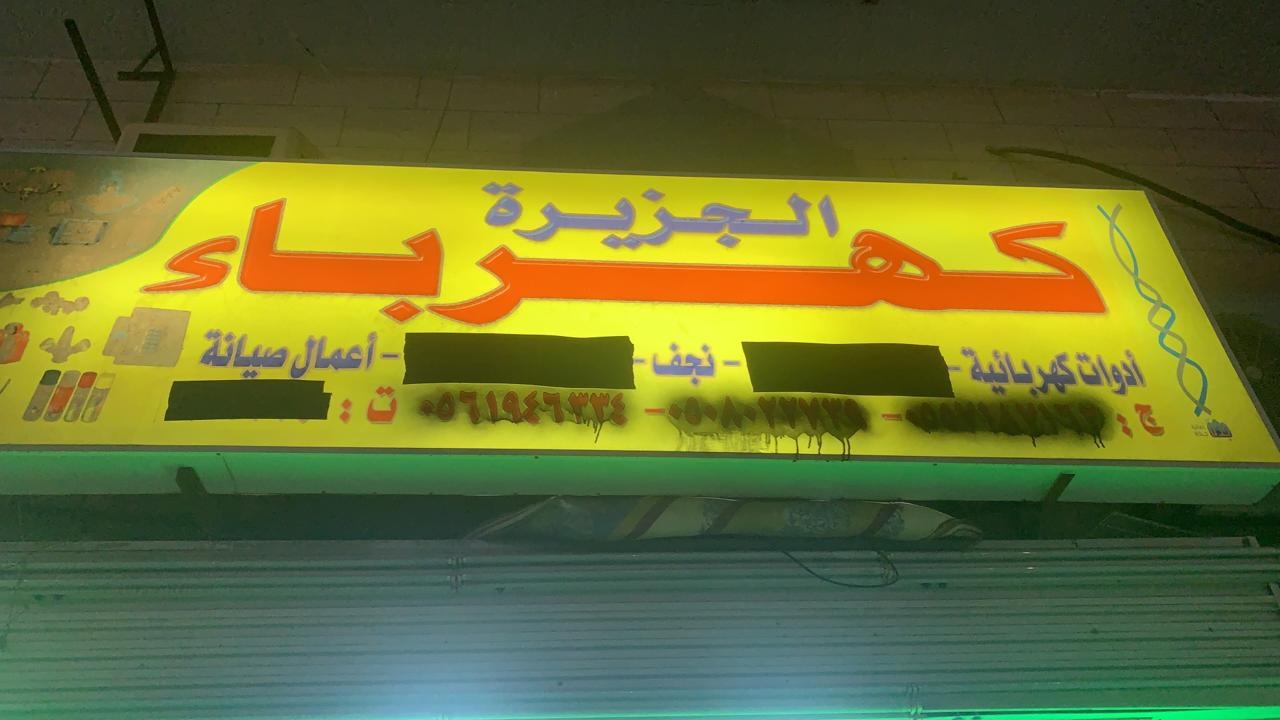 الجزيرة
كهرباء
أدوات كهربائية - - نجف - - أعمال صيانة
ج : - - ٠٥٦١٩٤٦٣٣٤ ت :